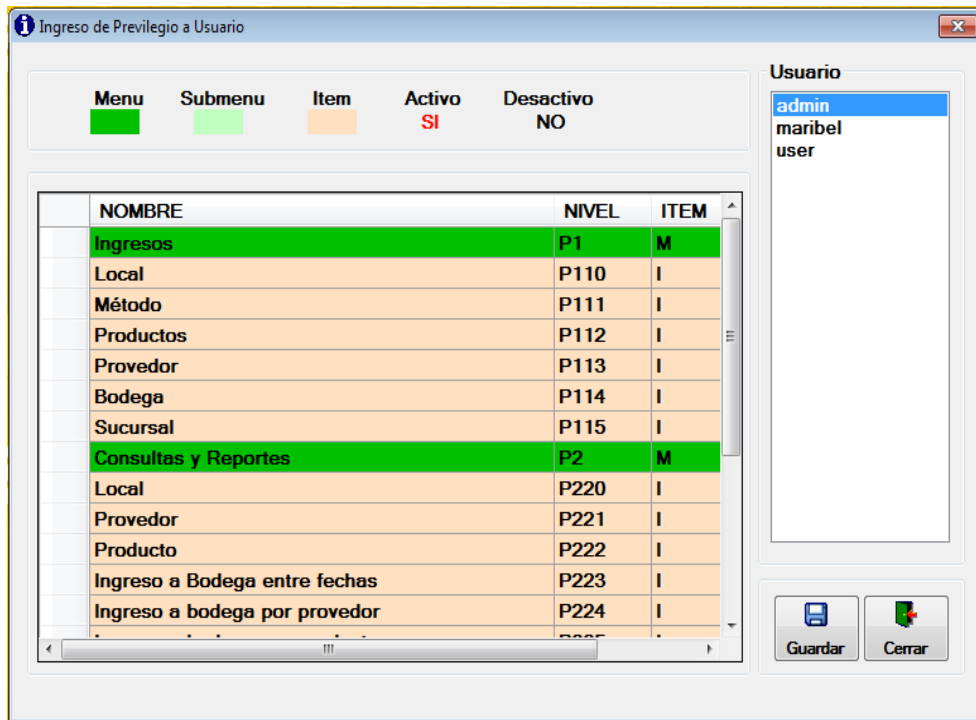 Ingreso de Previlegio a Usuario
Menu Submenu Item Activo Desactivo
SI NO
Usuario
admin
maribel
user
NOMBRE NIVEL ITEM
Ingresos P1 M
Local P110 I
Método P111 I
Productos P112 I
Provedor P113 I
Bodega P114 I
Sucursal P115 I
Consultas y Reportes P2 M
Local P220 I
Provedor P221 I
Producto P222 I
Ingreso a Bodega entre fechas P223 I
Ingreso a bodega por provedor P224 I
Guardar Cerrar